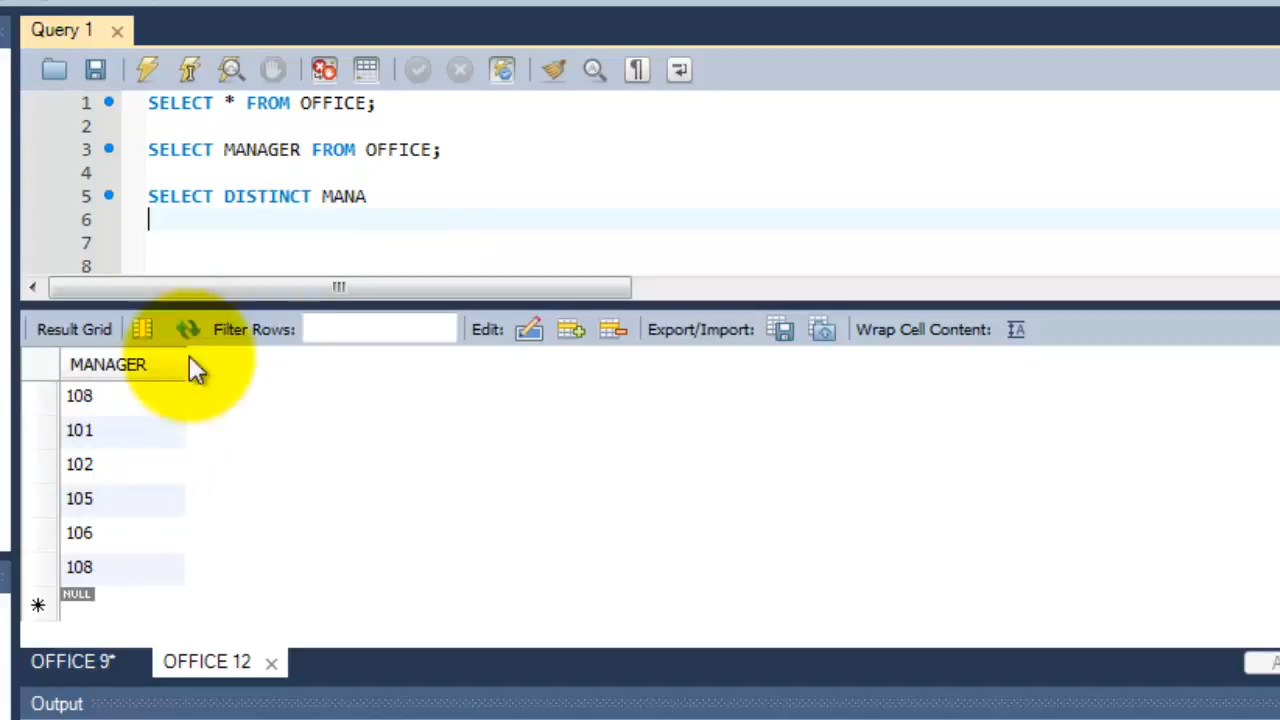 Query 1
1 SELECT * FROM OFFICE;
2
3 SELECT MANAGER FROM OFFICE;
4
5 SELECT DISTINCT MANA
6
7
8
Result Grid Filter Rows: Edit: Export/Import: Wrap Cell Content:
MANAGER
108
101
102
105
106
108
NULL
OFFICE 9* OFFICE 12
Output